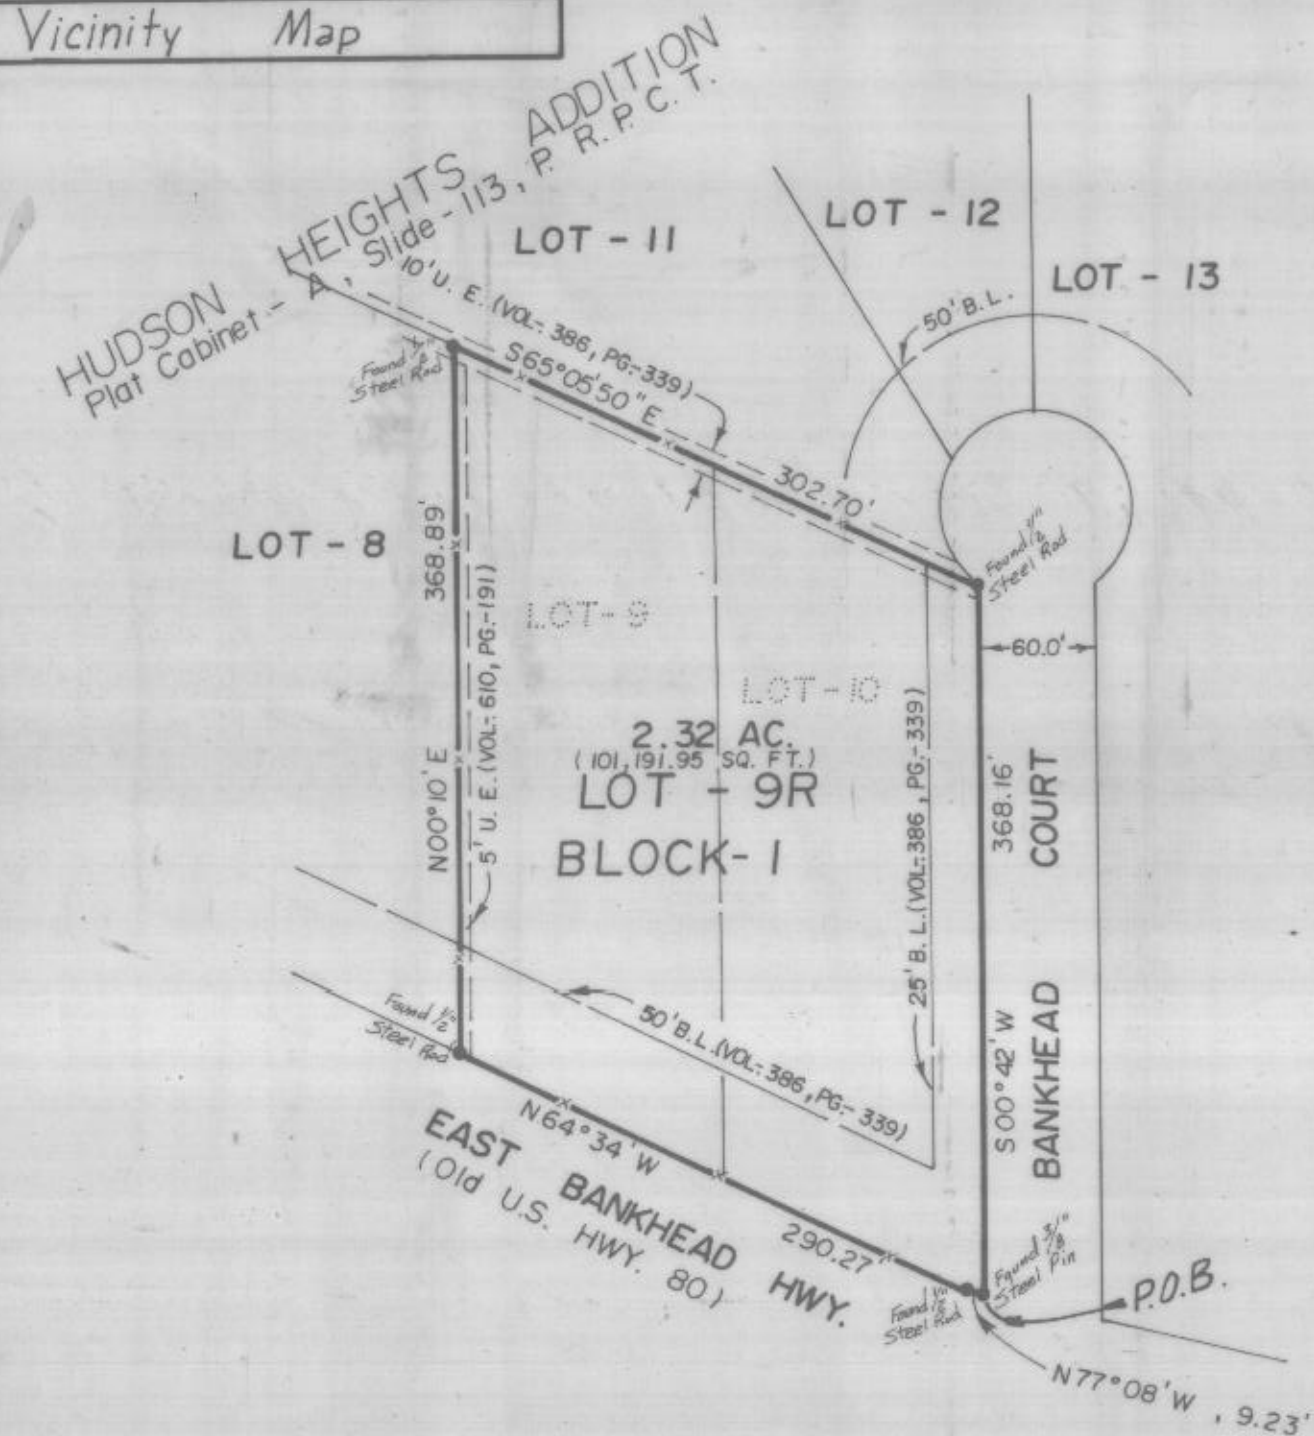 Vicinity Map
HUDSON HEIGHTS ADDITION
Plat Cabinet - A, Slide - 113, P. R. P. C. T.
LOT - 11
LOT - 12
LOT - 13
50' B. L.
10' U. E. (VOL- 386, PG.-339)
Found 1/2"
Steel Rod
S65°05'50"E
302.70'
Found 1/2"
Steel Rod
LOT - 8
368.89'
N00°10' E
5' U. E. (VOL- 610, PG.-191)
LOT-9
LOT-10
60.0'
2.32 AC.
(101,191.95 SQ. FT.)
LOT - 9R
BLOCK- 1
25' B. L. (VOL-386, PG.-339)
368.16'
S00°42' W
BANKHEAD COURT
Found 1/2"
Steel Rod
50' B. L. (VOL- 386, PG.- 339)
N64°34' W
290.27'
EAST BANKHEAD HWY.
(Old U.S. HWY. 80)
Found 1/2"
Steel Rod
Found 3/8"
Steel Pin
P.O.B.
N77°08'W, 9.23'